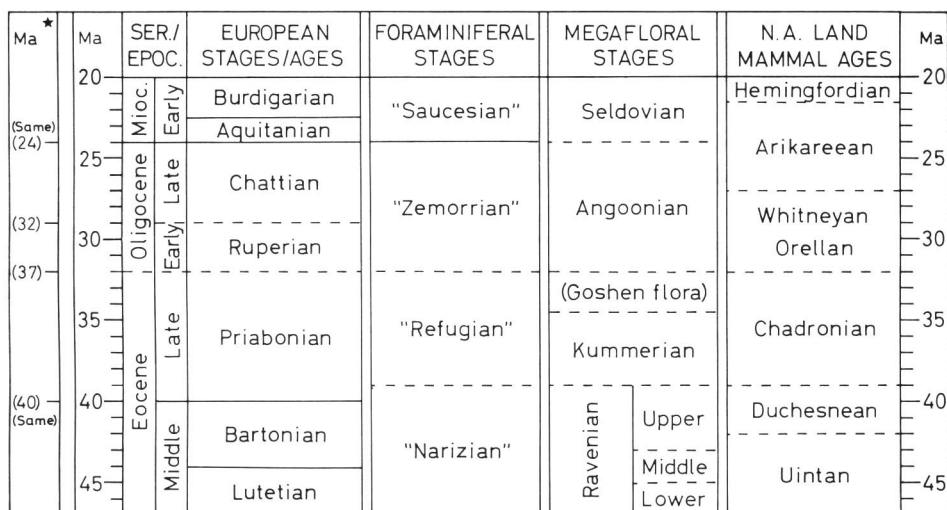 Ma ★
Ma
SER./
EPOC.
EUROPEAN
STAGES/AGES
FORAMINIFERAL
STAGES
MEGAFLORAL
STAGES
N.A. LAND
MAMMAL AGES
Ma
(Same)
(24)
(32)
(37)
(40)
(Same)
20
25
30
35
40
45
Mioc.
Oligocene
Eocene
Early
Late
Early
Late
Middle
Burdigarian
Aquitanian
Chattian
Ruperian
Priabonian
Bartonian
Lutetian
"Saucesian"
"Zemorrian"
"Refugian"
"Narizian"
Seldovian
Angoonian
(Goshen flora)
Kummerian
Ravenian
Upper
Middle
Lower
Hemingfordian
Arikareean
Whitneyan
Orellan
Chadronian
Duchesnean
Uintan
20
25
30
35
40
45